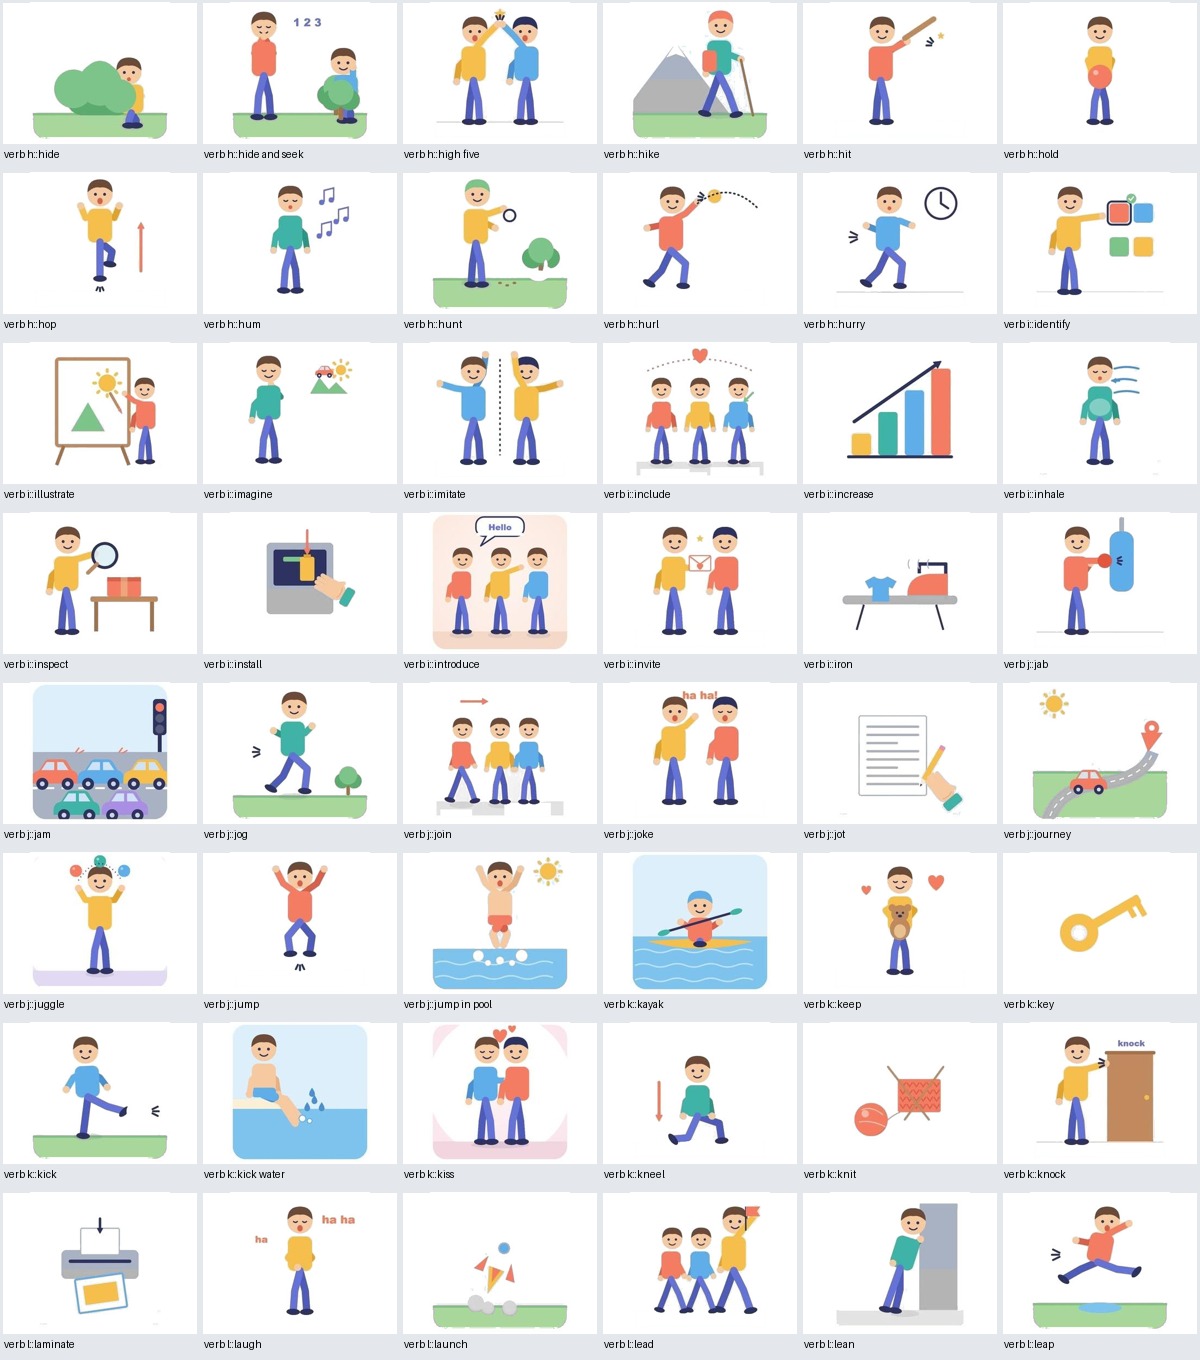 1 2 3
verb h::hide
verb h::hide and seek
verb h::high five
verb h::hike
verb h::hit
verb h::hold
verb h::hop
verb h::hum
verb h::hunt
verb h::hurl
verb h::hurry
verb i::identify
verb i::illustrate
verb i::imagine
verb i::imitate
verb i::include
verb i::increase
verb i::inhale
Hello
verb i::inspect
verb i::install
verb i::introduce
verb i::invite
verb i::iron
verb j::jab
ha ha!
verb j::jam
verb j::jog
verb j::join
verb j::joke
verb j::jot
verb j::journey
verb j::juggle
verb j::jump
verb j::jump in pool
verb k::kayak
verb k::keep
verb k::key
knock
verb k::kick
verb k::kick water
verb k::kiss
verb k::kneel
verb k::knit
verb k::knock
ha ha
ha
verb l::laminate
verb l::laugh
verb l::launch
verb l::lead
verb l::lean
verb l::leap